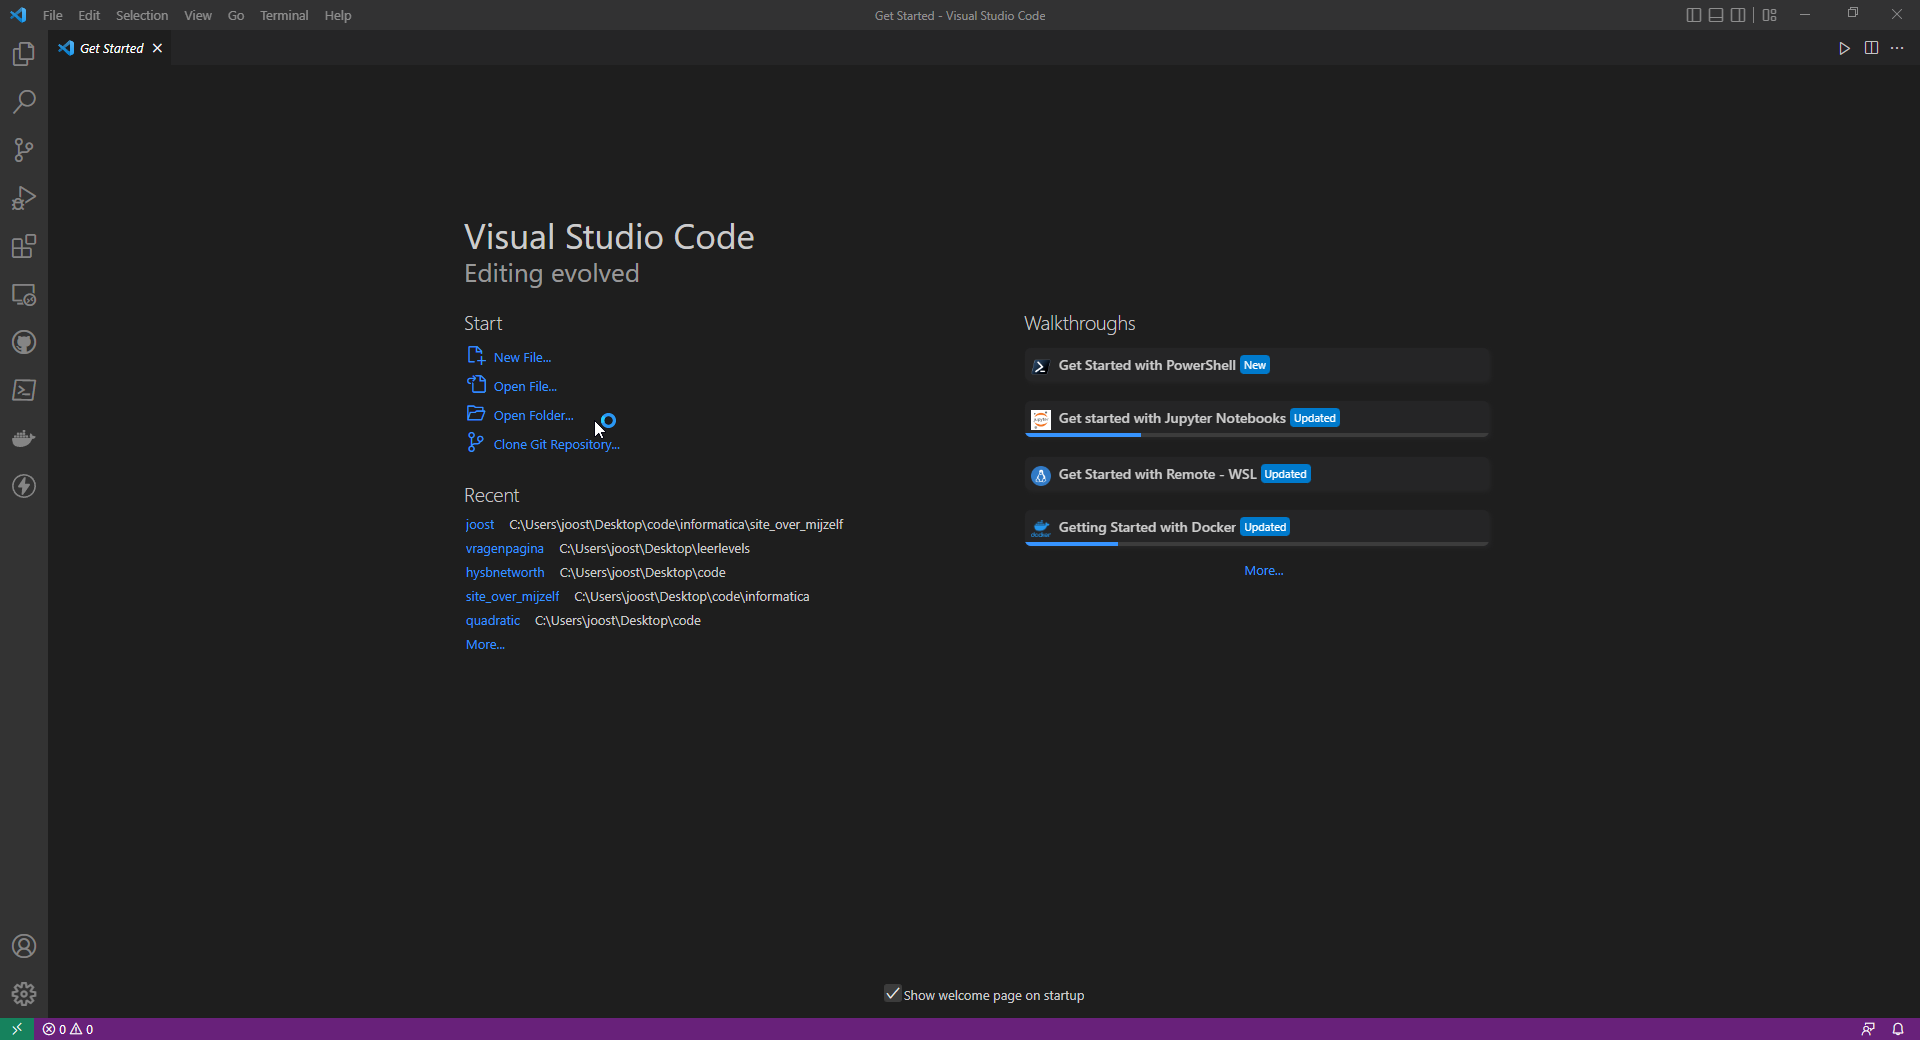 File Edit Selection View Go Terminal Help
Get Started - Visual Studio Code
Get Started
Visual Studio Code
Editing evolved
Start
New File...
Open File...
Open Folder...
Clone Git Repository...
Recent
joost C:\Users\joost\Desktop\code\informatica\site_over_mijzelf
vragenpagina C:\Users\joost\Desktop\leerlevels
hysbnetworth C:\Users\joost\Desktop\code
site_over_mijzelf C:\Users\joost\Desktop\code\informatica
quadratic C:\Users\joost\Desktop\code
More...
Walkthroughs
Get Started with PowerShell New
Get started with Jupyter Notebooks Updated
Get Started with Remote - WSL Updated
Getting Started with Docker Updated
More...
Show welcome page on startup
0 0